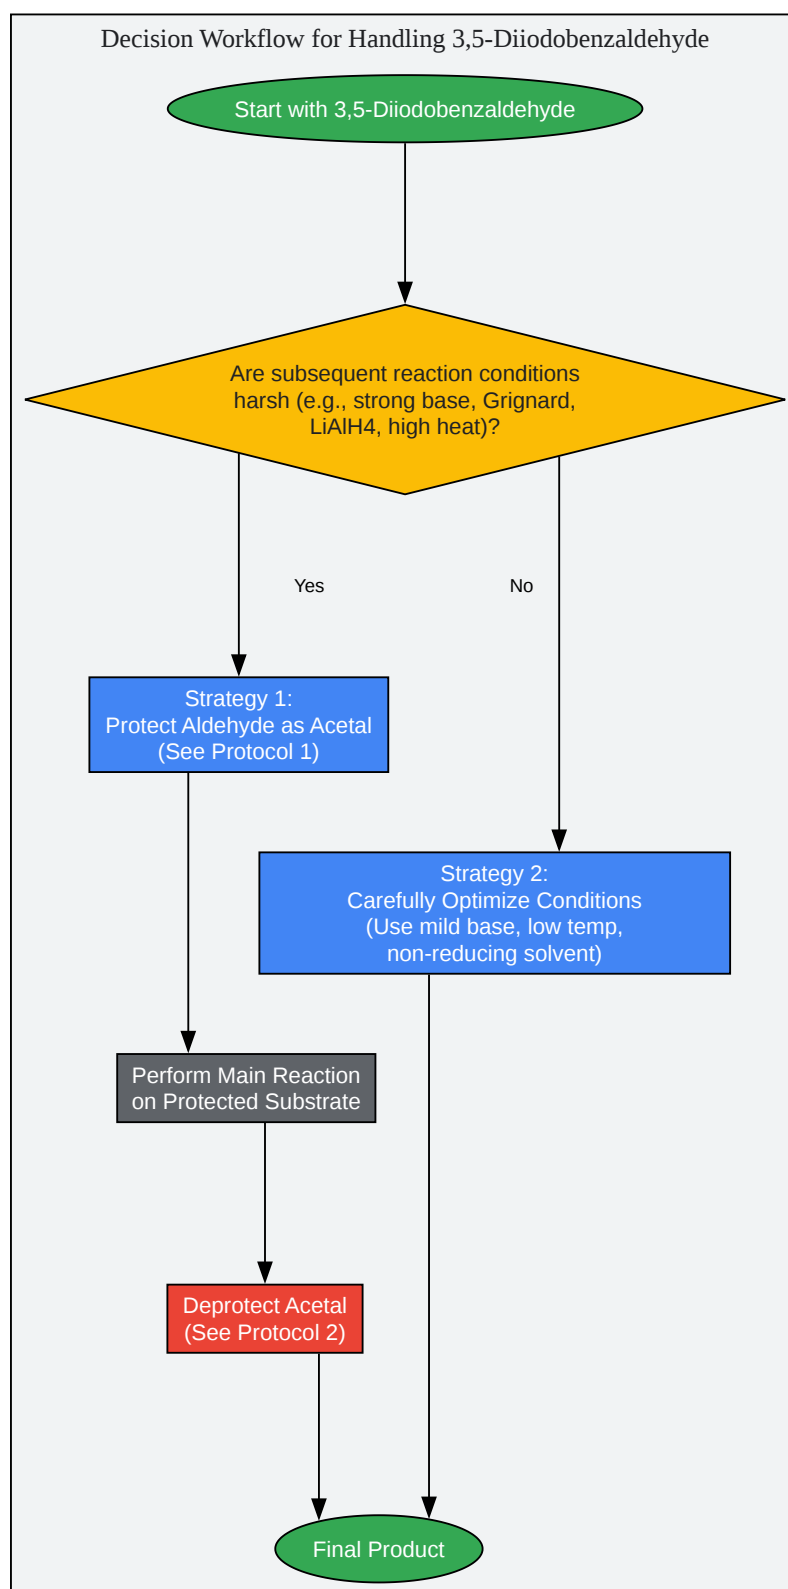 Decision Workflow for Handling 3,5-Diiodobenzaldehyde
Start with 3,5-Diiodobenzaldehyde
Are subsequent reaction conditions
harsh (e.g., strong base, Grignard,
LiAlH4, high heat)?
Yes
No
Strategy 1:
Protect Aldehyde as Acetal
(See Protocol 1)
Strategy 2:
Carefully Optimize Conditions
(Use mild base, low temp,
non-reducing solvent)
Perform Main Reaction
on Protected Substrate
Deprotect Acetal
(See Protocol 2)
Final Product